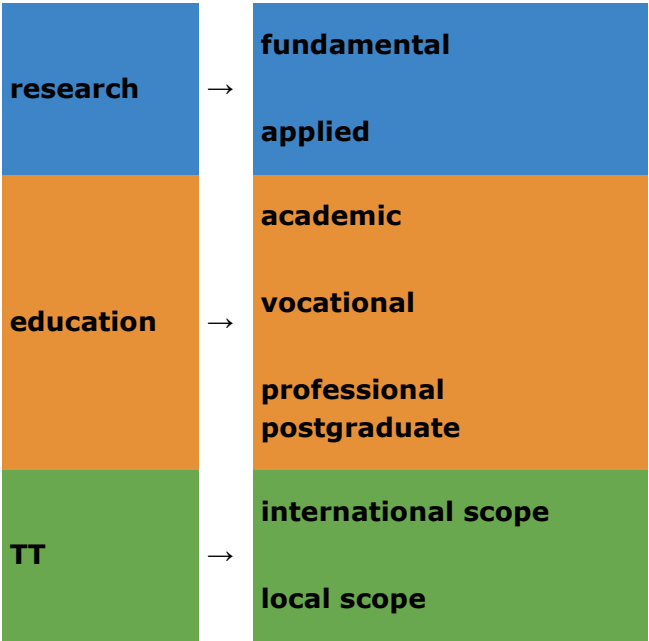 research → fundamental
applied
education → academic
vocational
professional
postgraduate
TT → international scope
local scope